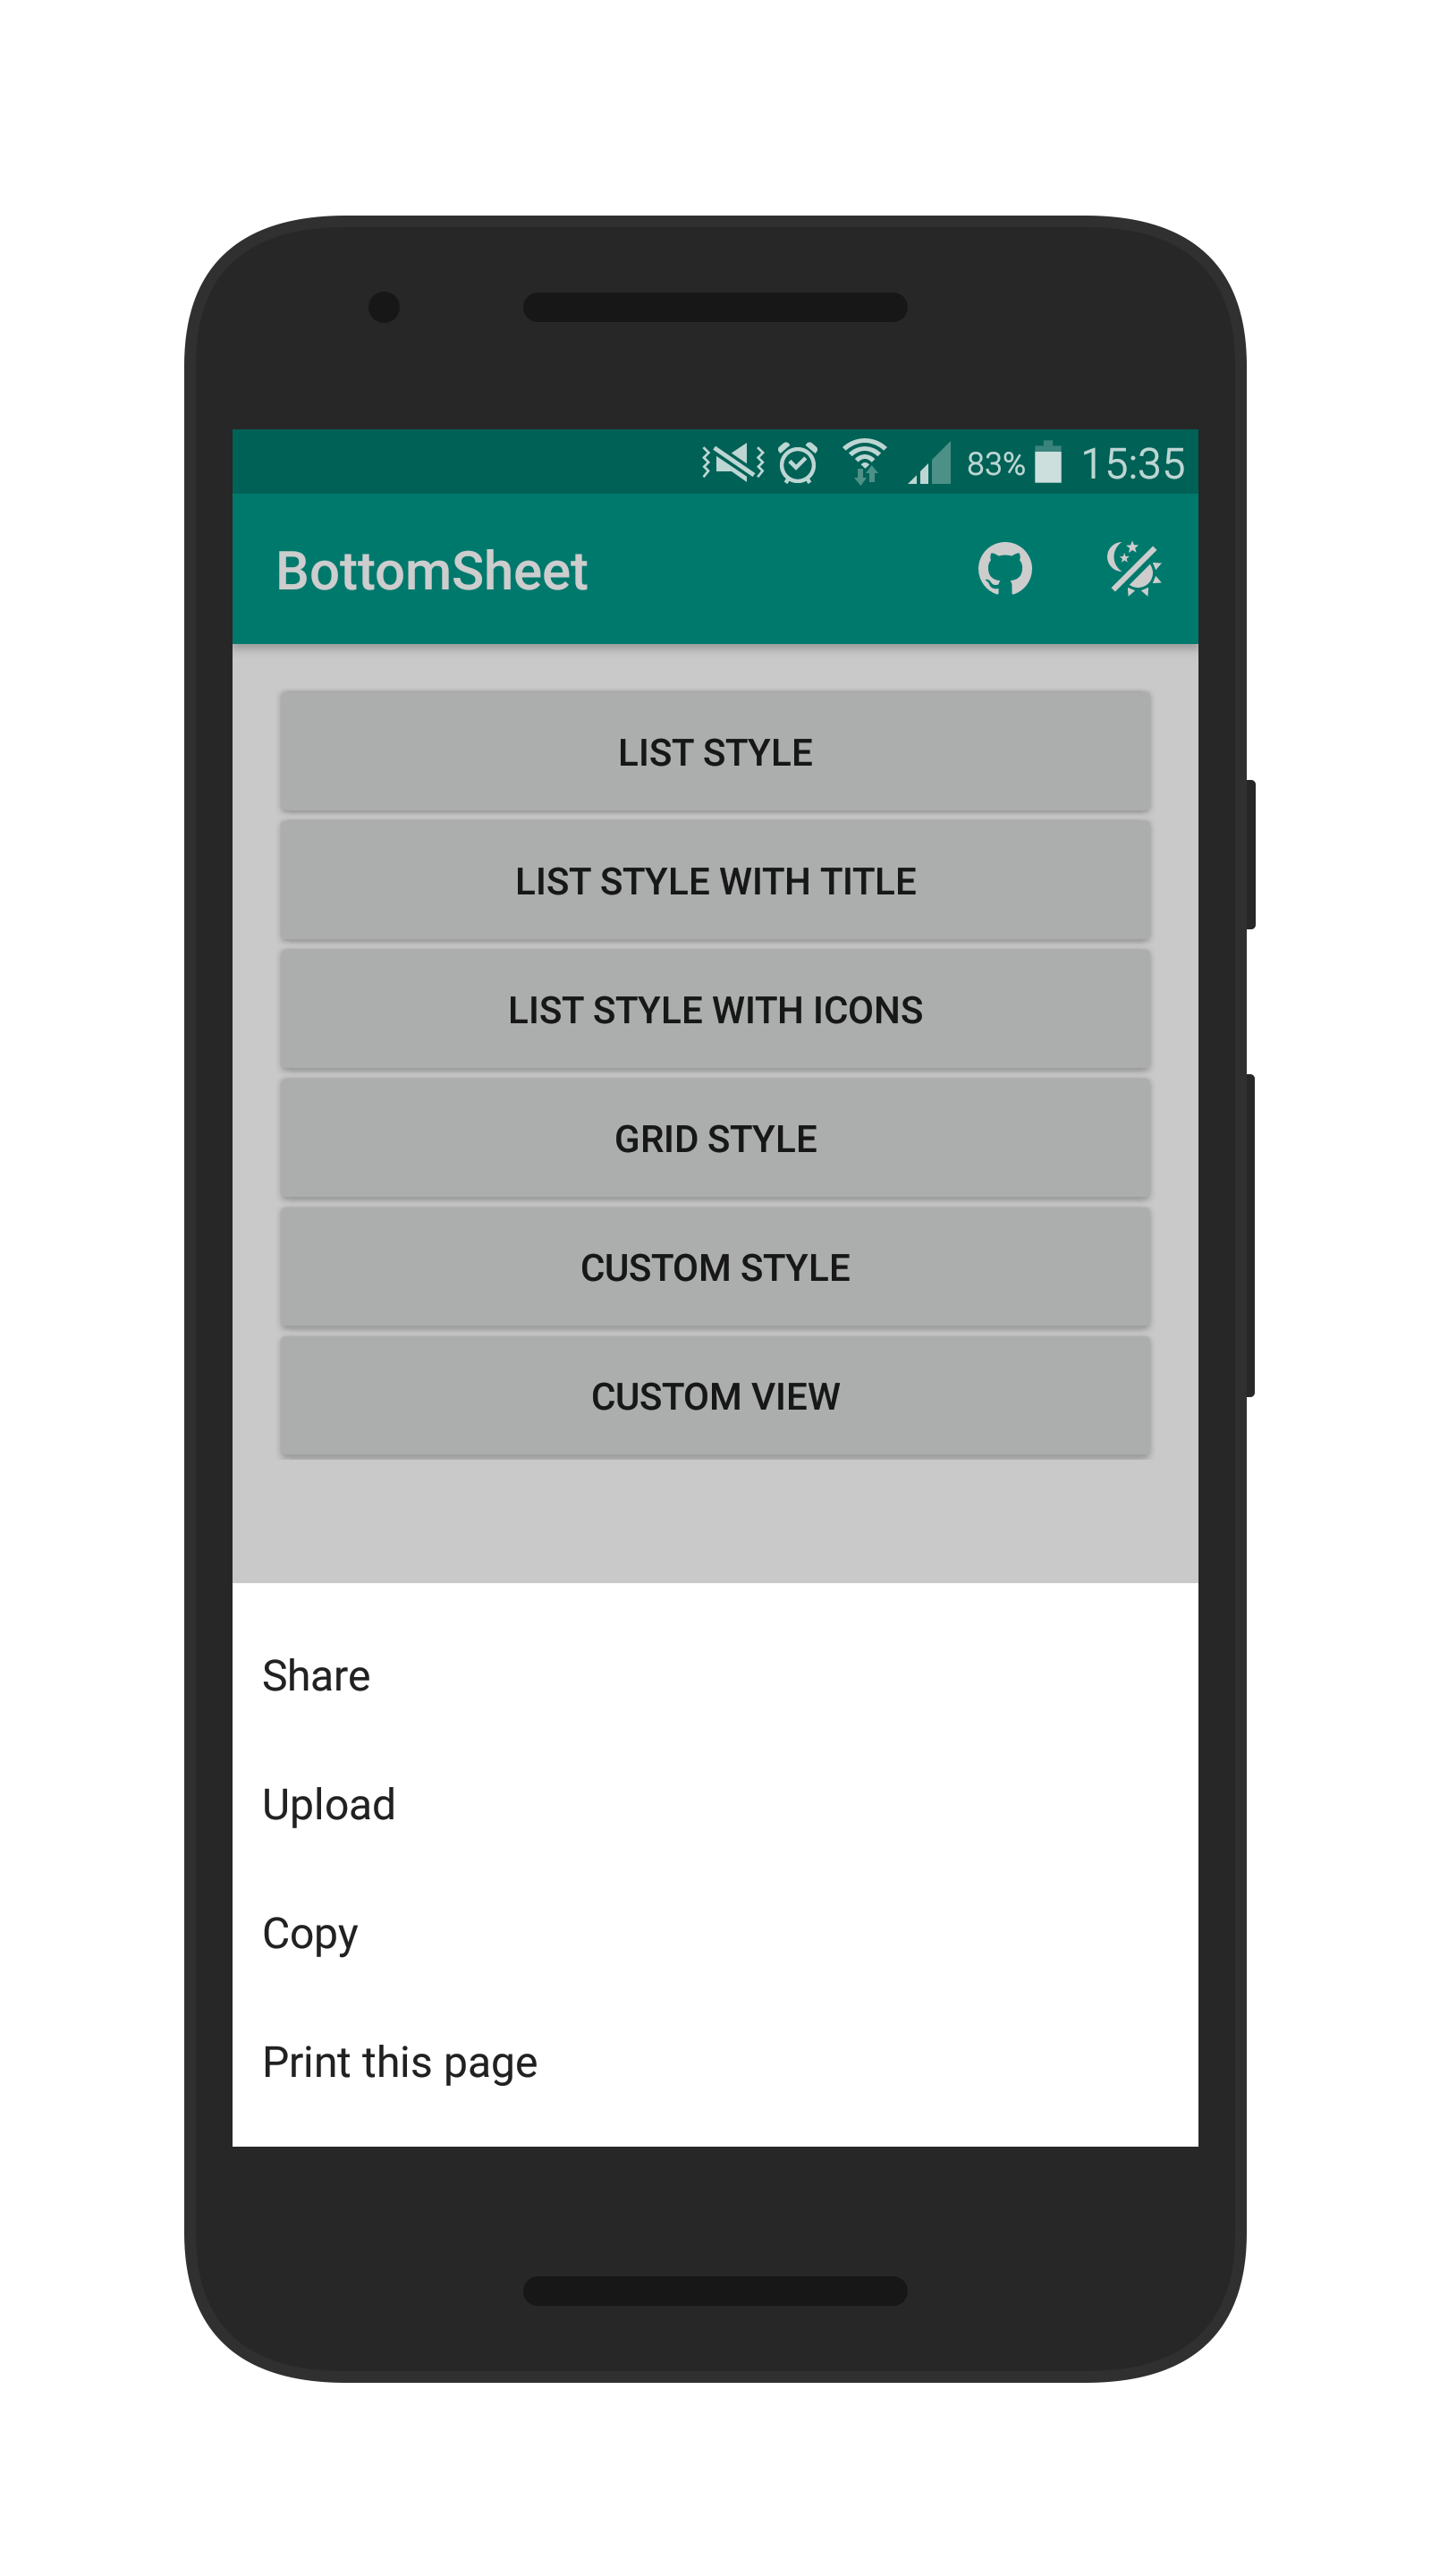 83% 15:35
BottomSheet
LIST STYLE
LIST STYLE WITH TITLE
LIST STYLE WITH ICONS
GRID STYLE
CUSTOM STYLE
CUSTOM VIEW
Share
Upload
Copy
Print this page